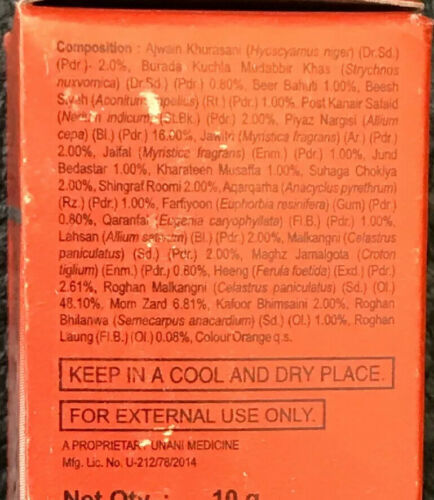 Composition : Ajwain Khurasani (Hyoscyamus niger) (Dr.Sd.)
(Pdr.) 2.0%, Burada Kuchla Mudabbir Khas (Strychnos
nuxvomica) (Dr.Sd.) (Pdr.) 0.80%, Beer Bahuti 1.00%, Beesh
(Rt.) (Pdr.) 1.00%, Post Kanair Safaid
indicum) (St.Bk.) (Pdr.) 2.00%, Piyaz Nargisi (Allium
cepa) (Bl.) (Pdr.) 16.00%, (Myristica fragrans) (Ar.) (Pdr.)
2.00%, Jaifal (Myristica fragrans) (Enm.) (Pdr.) 1.00%, Jund
Bedastar 1.00%, Kharateen Musaffa 1.00%, Suhaga Chokiya
2.00%, Shingraf Roomi 2.00%, Aqarqarha (Anacyclus pyrethrum)
(Rz.) (Pdr.) 1.00%, Farfiyoon (Euphorbia resinifera) (Gum) (Pdr.)
0.80%, Qaranfal (Eugenia caryophyllata) (Fl.B.) (Pdr.) 1.00%,
Lahsan (Allium (Bl.) (Pdr.) 2.00%, Malkangni (Celastrus
paniculatus) (Sd.) (Pdr.) 2.00%, Maghz Jamalgota (Croton
tiglium) (Enm.) (Pdr.) 0.80%, Heeng (Ferula foetida) (Exd.) (Pdr.)
2.61%, Roghan Malkangni (Celastrus paniculatus) (Sd.) (Ol.)
48.10%, Mom Zard 6.81%, Kafoor Bhimsaini 2.00%, Roghan
Bhilanwa (Semecarpus anacardium) (Sd.) (Ol.) 1.00%, Roghan
Laung (Fl.B.) (Ol.) 0.08%, Colour Orange q.s.
KEEP IN A COOL AND DRY PLACE.
FOR EXTERNAL USE ONLY.
A PROPRIETARY UNANI MEDICINE
Mfg. Lic. No. U-212/78/2014
Net Qty. : 10 g